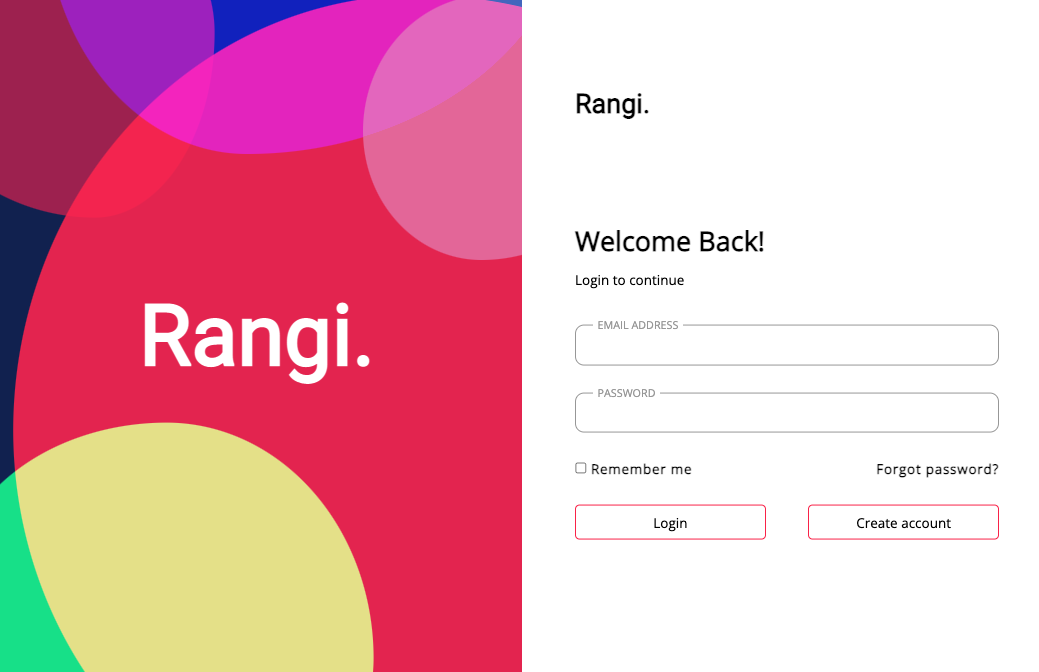 Rangi.
Rangi.
Welcome Back!
Login to continue
EMAIL ADDRESS
PASSWORD
Remember me
Forgot password?
Login
Create account